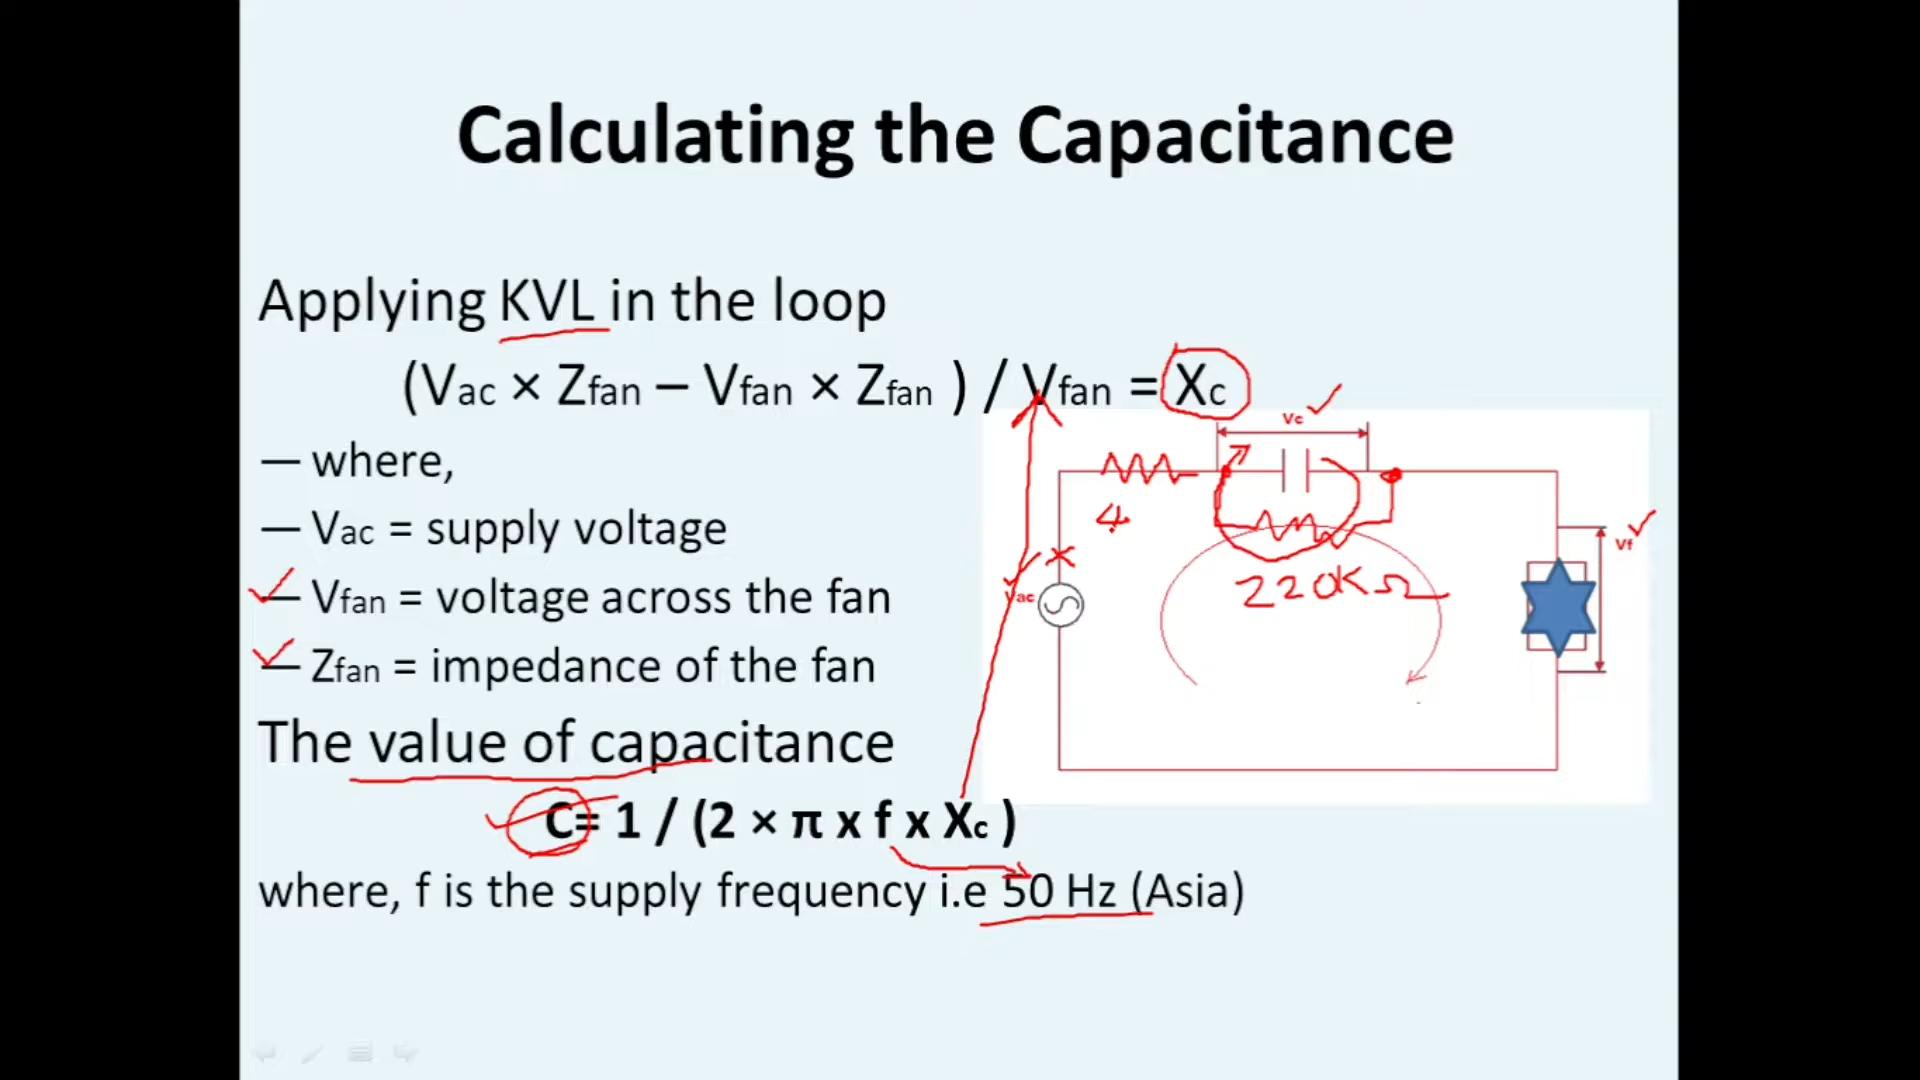 Calculating the Capacitance
Applying KVL in the loop
(Vac × Zfan – Vfan × Zfan ) / Vfan = Xc
— where,
— Vac = supply voltage
— Vfan = voltage across the fan
— Zfan = impedance of the fan
The value of capacitance
C= 1 / (2 × π x f x Xc )
where, f is the supply frequency i.e 50 Hz (Asia)
Vc
4
Vf
Vac
220KΩ